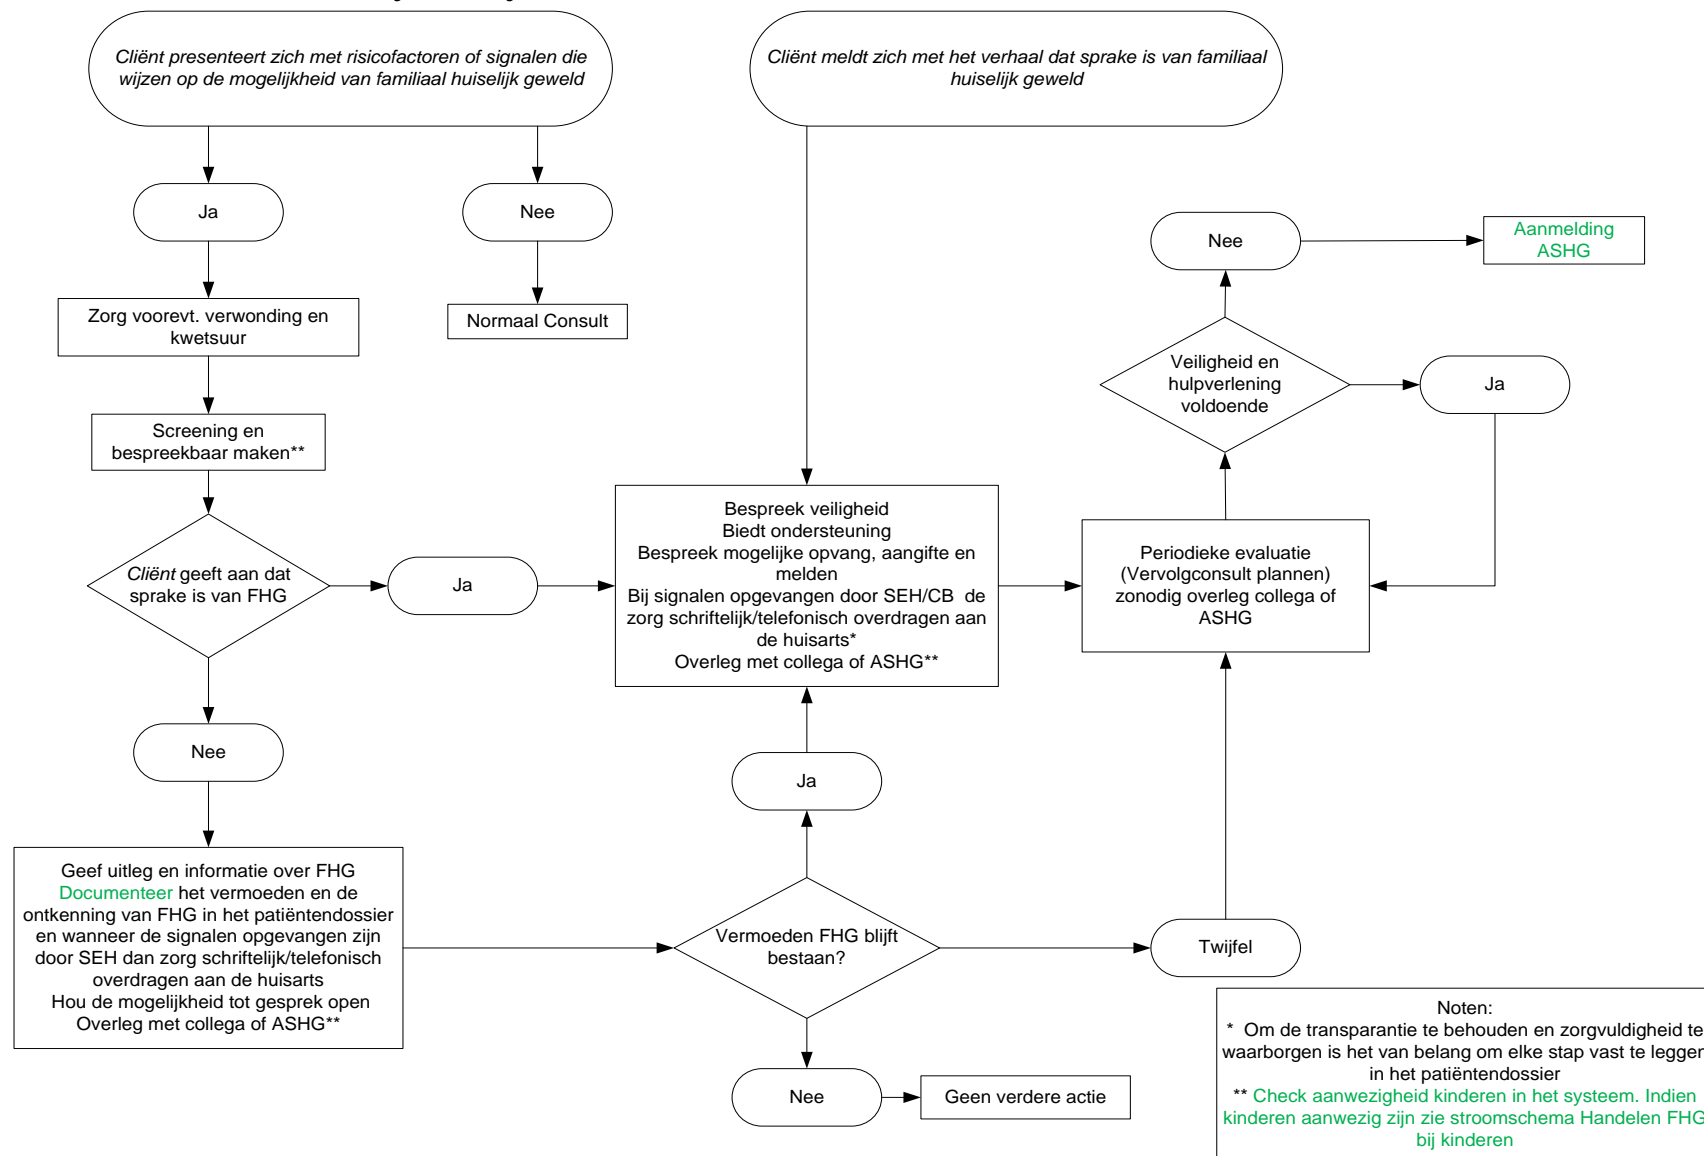 Cliënt presenteert zich met risicofactoren of signalen die
wijzen op de mogelijkheid van familiaal huiselijk geweld
Cliënt meldt zich met het verhaal dat sprake is van familiaal
huiselijk geweld
Ja
Nee
Nee
Aanmelding
ASHG
Zorg voorevt. verwonding en
kwetsuur
Normaal Consult
Veiligheid en
hulpverlening
voldoende
Ja
Screening en
bespreekbaar maken**
Cliënt geeft aan dat
sprake is van FHG
Ja
Bespreek veiligheid
Biedt ondersteuning
Bespreek mogelijke opvang, aangifte en
melden
Bij signalen opgevangen door SEH/CB de
zorg schriftelijk/telefonisch overdragen aan
de huisarts*
Overleg met collega of ASHG**
Periodieke evaluatie
(Vervolgconsult plannen)
zonodig overleg collega of
ASHG
Nee
Ja
Geef uitleg en informatie over FHG
Documenteer het vermoeden en de
ontkenning van FHG in het patiëntendossier
en wanneer de signalen opgevangen zijn
door SEH dan zorg schriftelijk/telefonisch
overdragen aan de huisarts
Hou de mogelijkheid tot gesprek open
Overleg met collega of ASHG**
Vermoeden FHG blijft
bestaan?
Twijfel
Nee
Geen verdere actie
Noten:
* Om de transparantie te behouden en zorgvuldigheid te
waarborgen is het van belang om elke stap vast te leggen
in het patiëntendossier
** Check aanwezigheid kinderen in het systeem. Indien
kinderen aanwezig zijn zie stroomschema Handelen FHG
bij kinderen